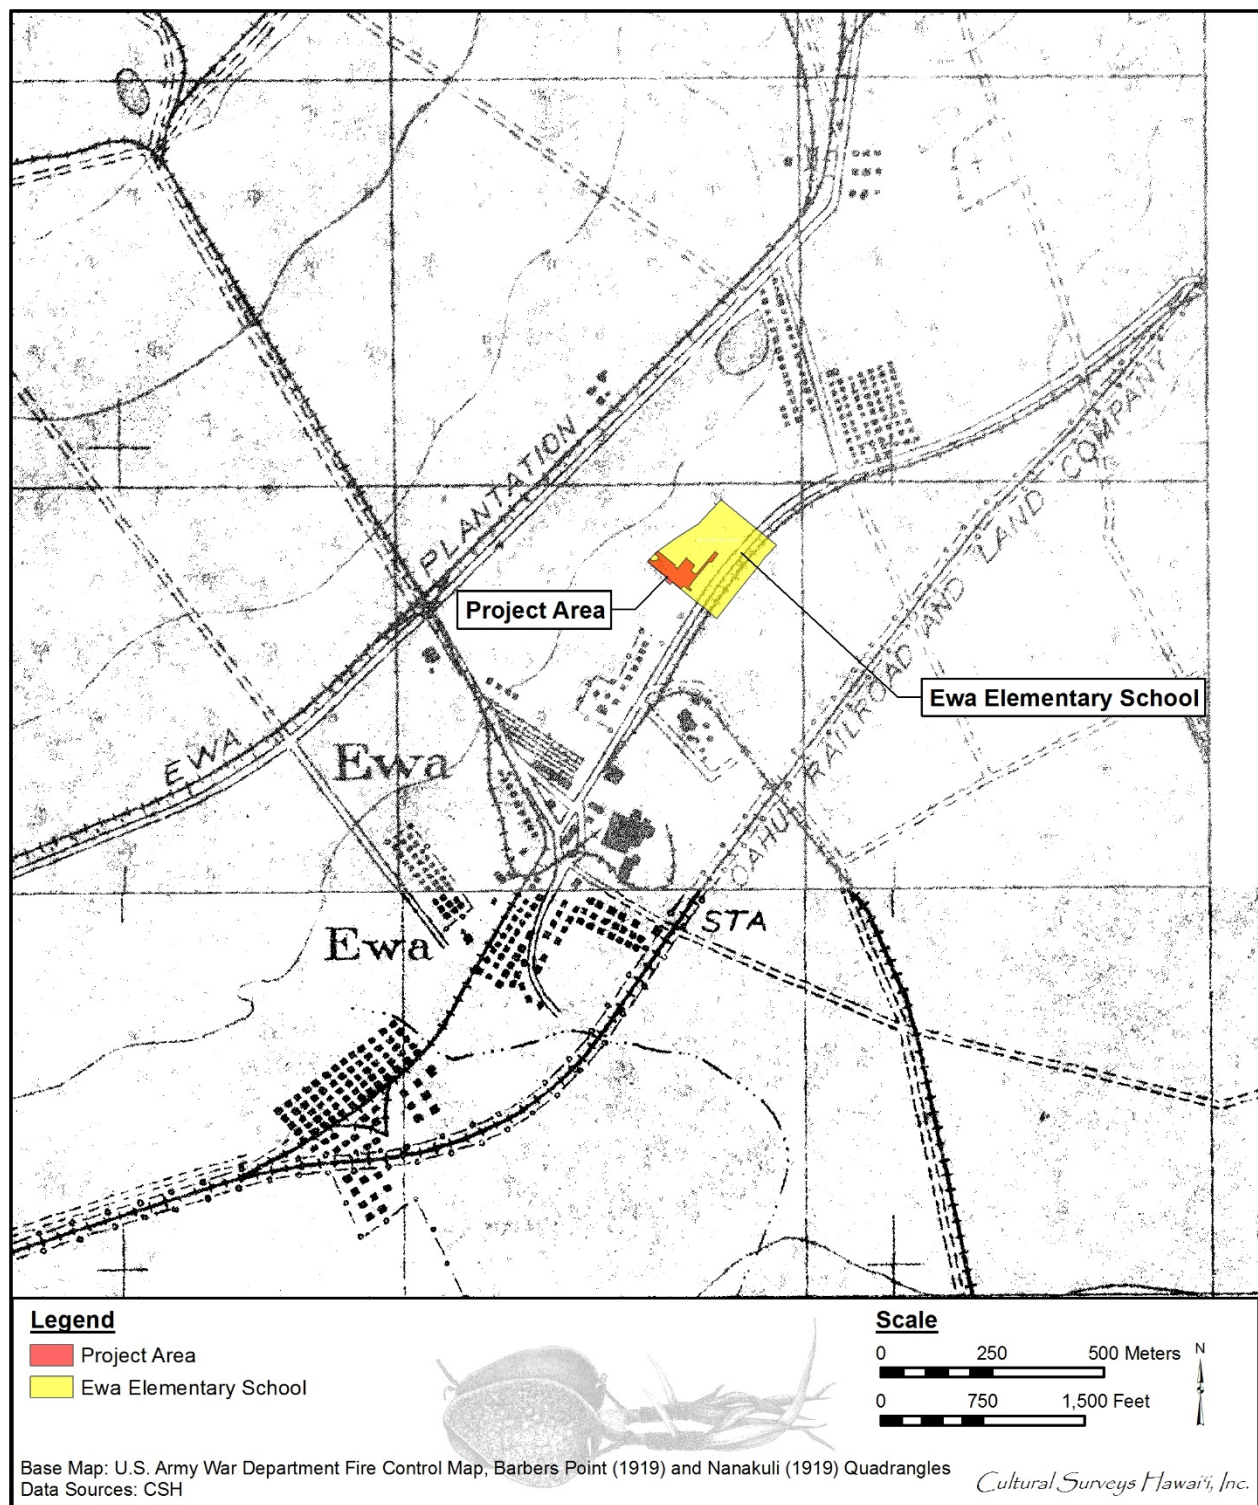 PLANTATION
EWA
Project Area
Ewa Elementary School
OAHU RAILROAD AND LAND COMPANY
Ewa
STA
Ewa
Legend
Project Area
Ewa Elementary School
Scale
0 250 500 Meters
0 750 1,500 Feet
N
Base Map: U.S. Army War Department Fire Control Map, Barbers Point (1919) and Nanakuli (1919) Quadrangles
Data Sources: CSH
Cultural Surveys Hawai‘i, Inc.